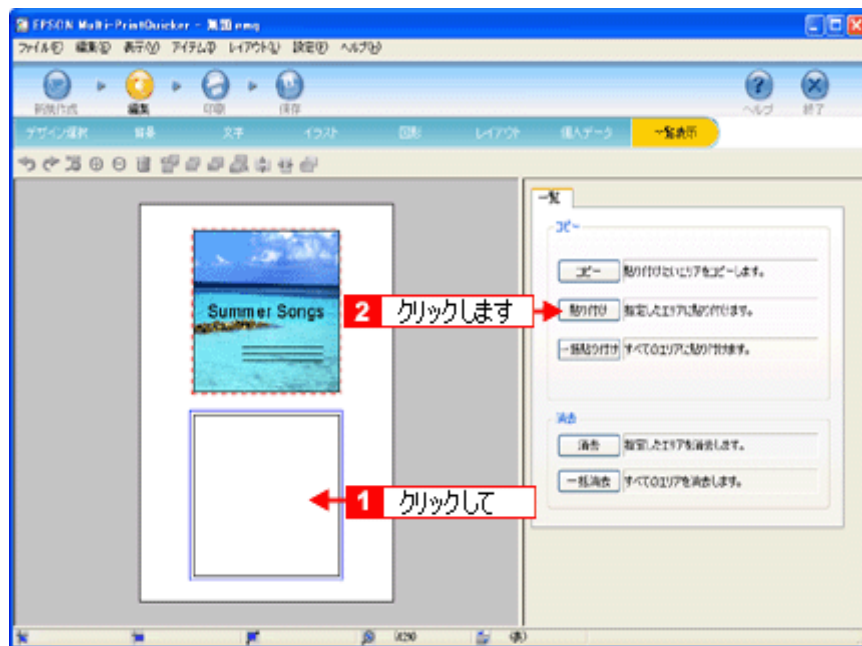 EPSON Multi-PrintQuicker - 無題.emq
ファイル(F) 編集(E) 表示(V) アイテム(I) レイアウト(L) 設定(P) ヘルプ(H)
新規作成 編集 印刷 保存 ヘルプ 終了
デザイン選択 背景 文字 イラスト 図形 レイアウト 個人データ 一覧表示
一覧
コピー
コピー 貼り付けたいエリアをコピーします。
Summer Songs
2 クリックします
貼り付け 指定したエリアに貼り付けます。
一括貼り付け すべてのエリアに貼り付けます。
消去
消去 指定したエリアを消去します。
一括消去 すべてのエリアを消去します。
1 クリックして